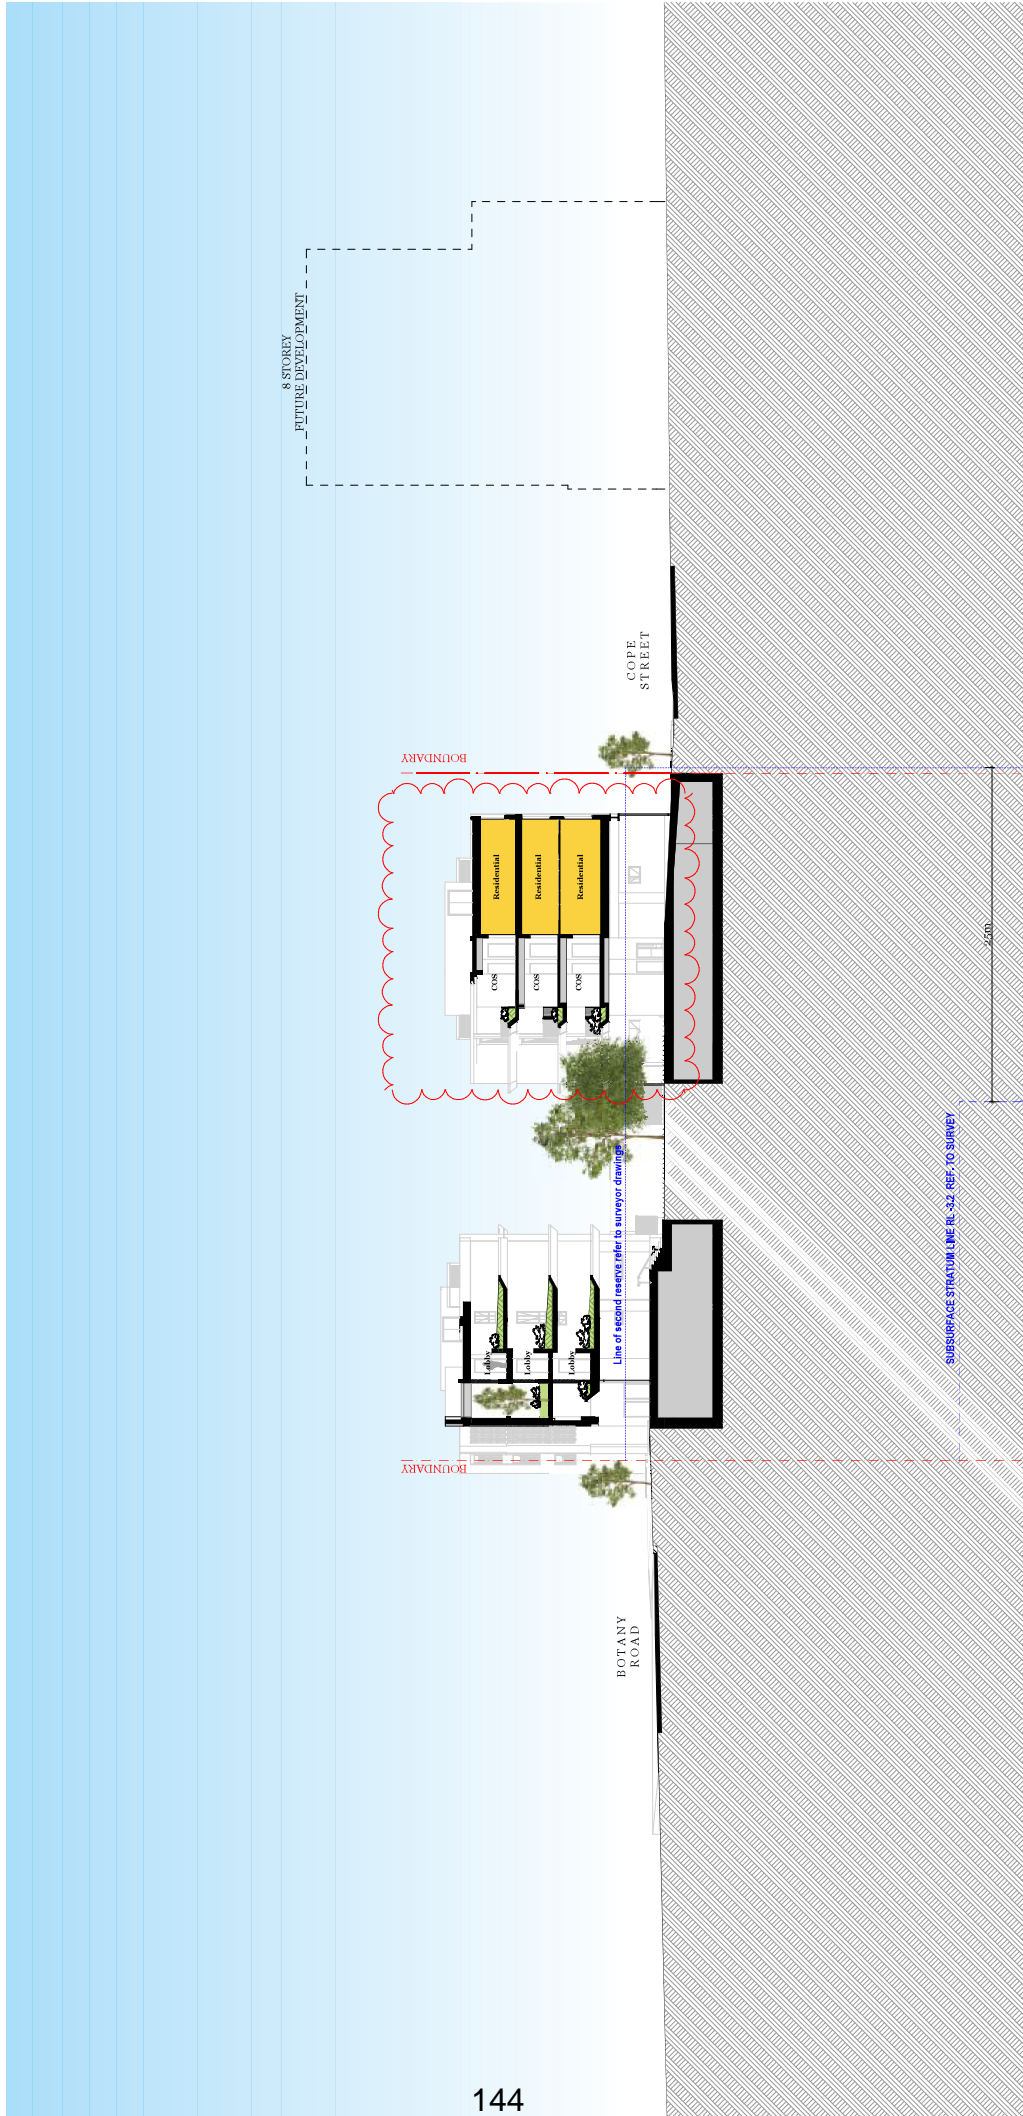 8 STOREY
FUTURE DEVELOPMENT
COPE
STREET
BOUNDARY
Residential
Residential
Residential
COS
COS
COS
25m
Line of second reserve refer to surveyor drawings
SUBSURFACE STRATUM LINE RL -3.2 REF. TO SURVEY
Lobby
Lobby
Lobby
BOUNDARY
BOTANY
ROAD
144